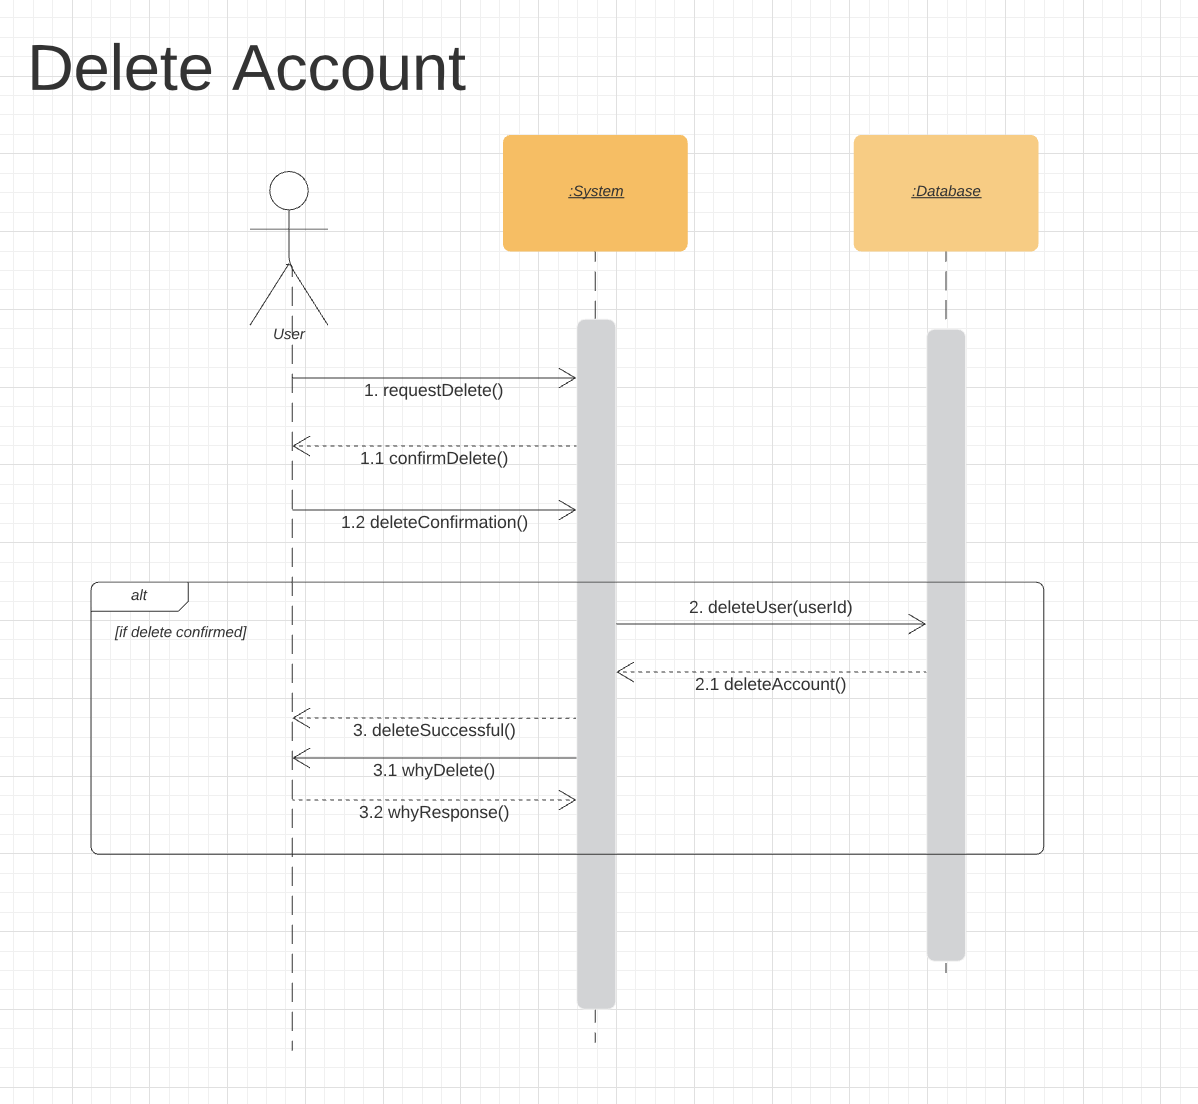 Delete Account
:System
:Database
User
1. requestDelete()
1.1 confirmDelete()
1.2 deleteConfirmation()
alt
2. deleteUser(userId)
[if delete confirmed]
2.1 deleteAccount()
3. deleteSuccessful()
3.1 whyDelete()
3.2 whyResponse()